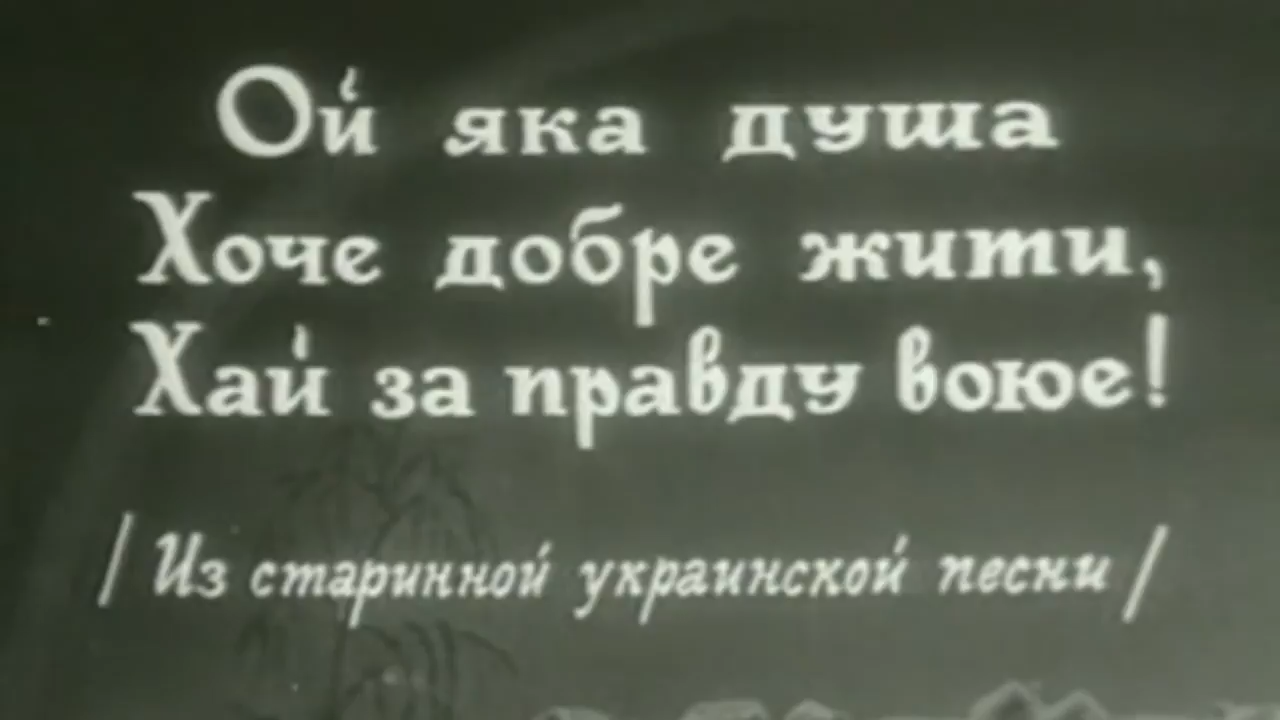 Ой яка душа
Хоче добре жити,
Хай за правду воює!
/Из старинной украинской песни/